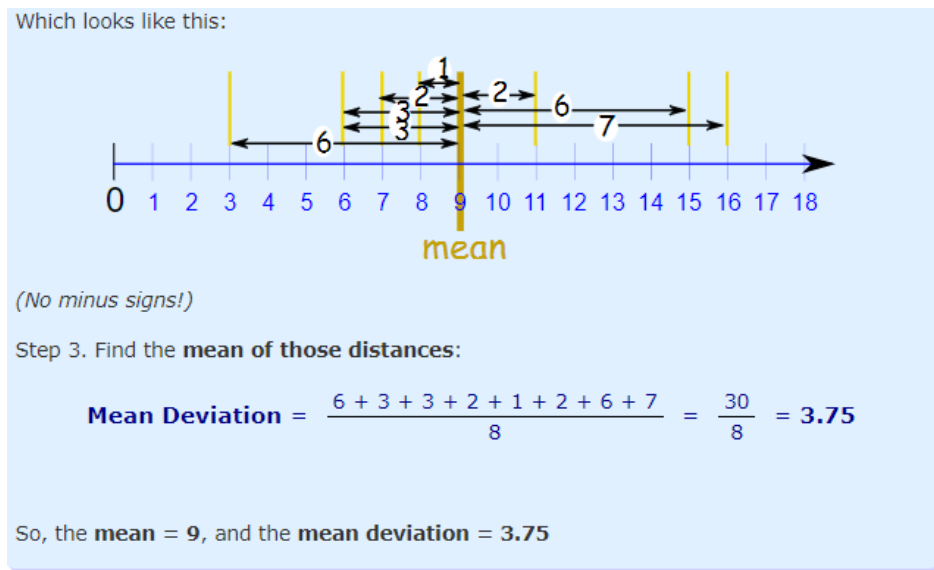 Which looks like this:
1
2 2
3 6
3 7
6
0 1 2 3 4 5 6 7 8 9 10 11 12 13 14 15 16 17 18
mean
(No minus signs!)
Step 3. Find the mean of those distances:
Mean Deviation = 6 + 3 + 3 + 2 + 1 + 2 + 6 + 7 / 8 = 30 / 8 = 3.75
So, the mean = 9, and the mean deviation = 3.75